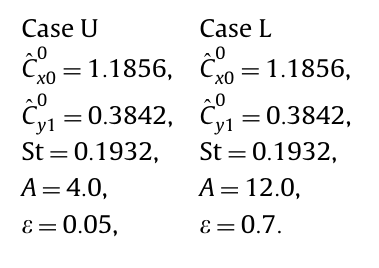 Case U Case L
Ĉ⁰ₓ₀ = 1.1856, Ĉ⁰ₓ₀ = 1.1856,
Ĉ⁰ᵧ₁ = 0.3842, Ĉ⁰ᵧ₁ = 0.3842,
St = 0.1932, St = 0.1932,
A = 4.0, A = 12.0,
ε = 0.05, ε = 0.7.